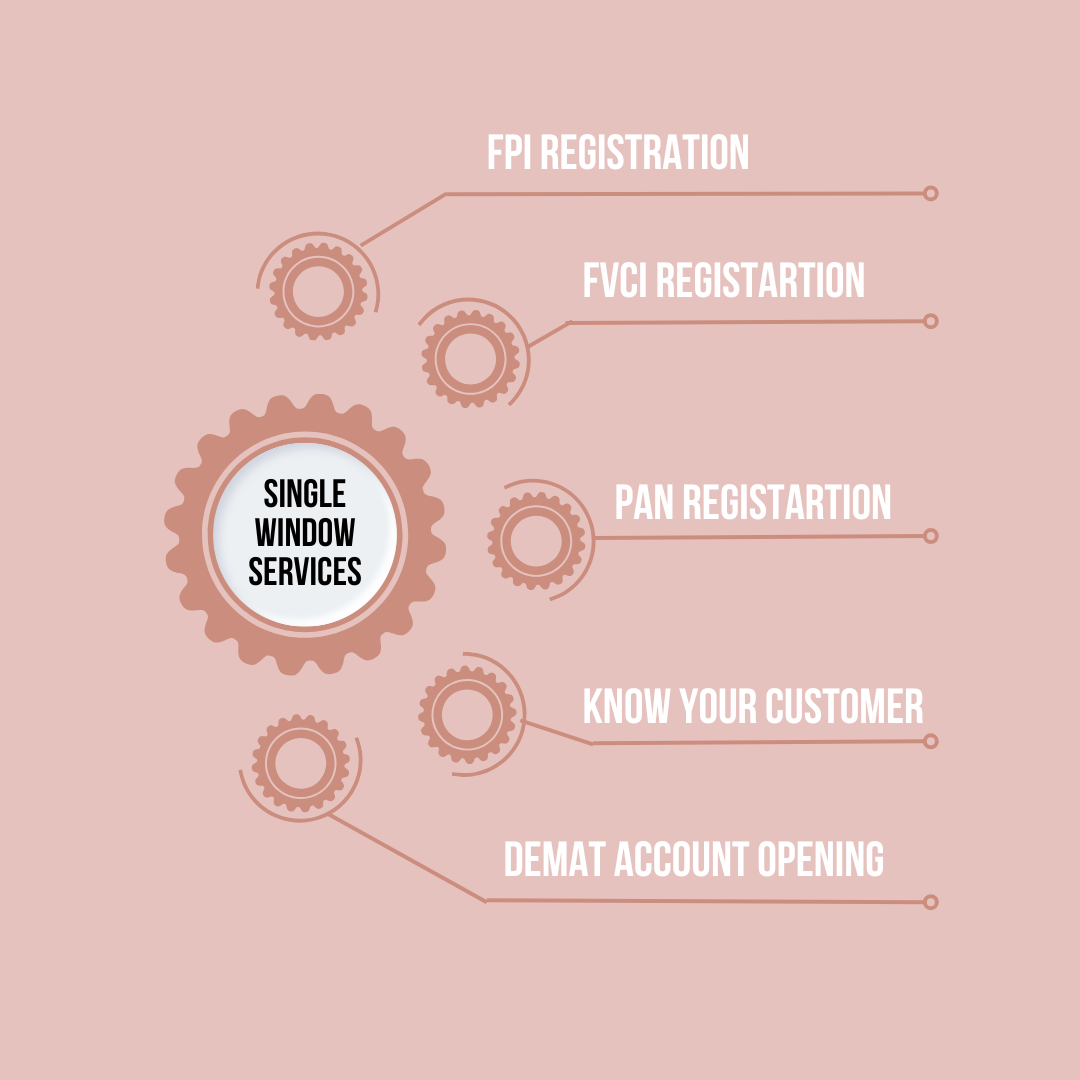 FPI REGISTRATION
FVCI REGISTARTION
SINGLE
WINDOW
SERVICES
PAN REGISTARTION
KNOW YOUR CUSTOMER
DEMAT ACCOUNT OPENING